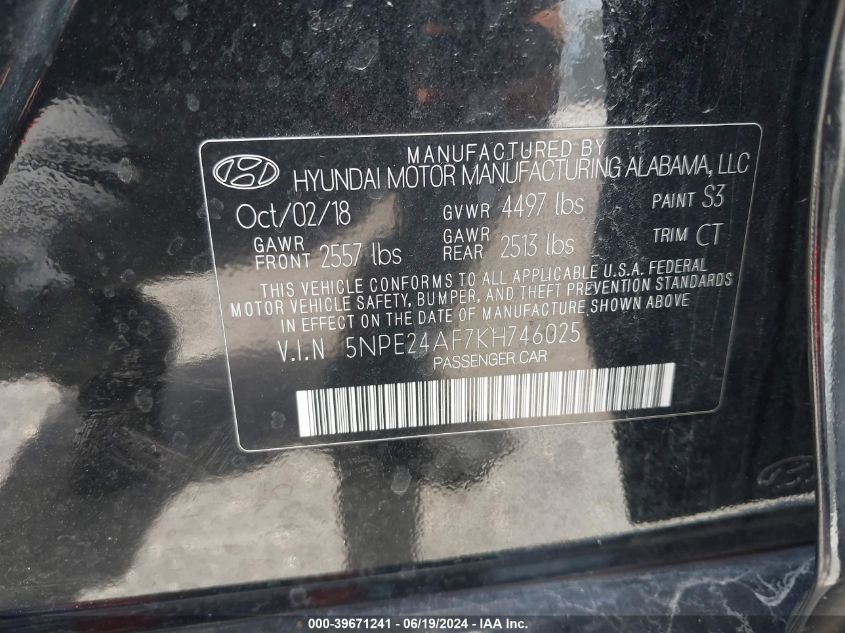 MANUFACTURED BY
HYUNDAI MOTOR MANUFACTURING ALABAMA, LLC
Oct/02/18 GVWR 4497 lbs PAINT S3
GAWR FRONT 2557 lbs GAWR REAR 2513 lbs TRIM CT
THIS VEHICLE CONFORMS TO ALL APPLICABLE U.S.A. FEDERAL
MOTOR VEHICLE SAFETY, BUMPER, AND THEFT PREVENTION STANDARDS
IN EFFECT ON THE DATE OF MANUFACTURE SHOWN ABOVE
V.I.N 5NPE24AF7KH746025
PASSENGER CAR
000-39671241 - 06/19/2024 - IAA Inc.